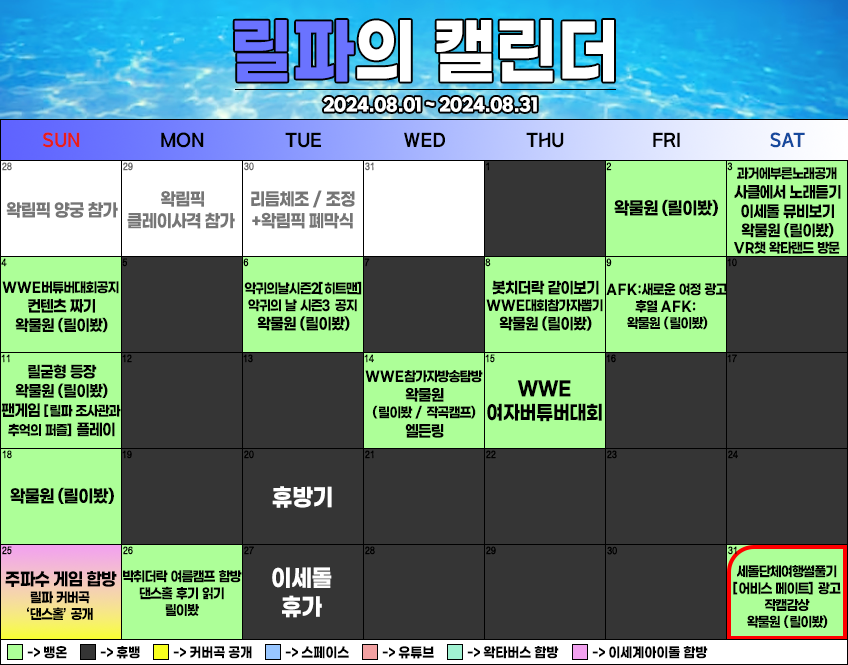 릴파의 캘린더
2024.08.01 ~ 2024.08.31
SUN MON TUE WED THU FRI SAT
28
왁림픽 양궁 참가
29
왁림픽
클레이사격 참가
30
리듬체조 / 조정
+왁림픽 폐막식
31
1
2
왁물원 (릴이봤)
3
과거에부른노래공개
사클에서 노래듣기
이세돌 뮤비보기
왁물원 (릴이봤)
VR챗 왁타랜드 방문
4
WWE버튜버대회공지
컨텐츠 짜기
왁물원 (릴이봤)
5
6
악귀의날시즌2[히트맨]
악귀의 날 시즌3 공지
왁물원 (릴이봤)
7
8
봇치더락 같이보기
WWE대회참가자뽑기
왁물원 (릴이봤)
9
AFK:새로운 여정 광고
후열 AFK:
왁물원 (릴이봤)
10
11
릴굳형 등장
왁물원 (릴이봤)
팬게임 [릴파 조사관과
추억의 퍼즐] 플레이
12
13
14
WWE참가자방송탐방
왁물원
(릴이봤 / 작곡캠프)
엘든링
15
WWE
여자버튜버대회
16
17
18
왁물원 (릴이봤)
19
20
휴방기
21
22
23
24
25
주파수 게임 합방
릴파 커버곡
‘댄스홀’ 공개
26
박취더락 여름캠프 합방
댄스홀 후기 읽기
릴이봤
27
이세돌
휴가
28
29
30
31
세돌단체여행썰풀기
[어비스 메이트] 광고
작캠감상
왁물원 (릴이봤)
-> 뱅온 -> 휴뱅 -> 커버곡 공개 -> 스페이스 -> 유튜브 -> 왁타버스 합방 -> 이세계아이돌 합방